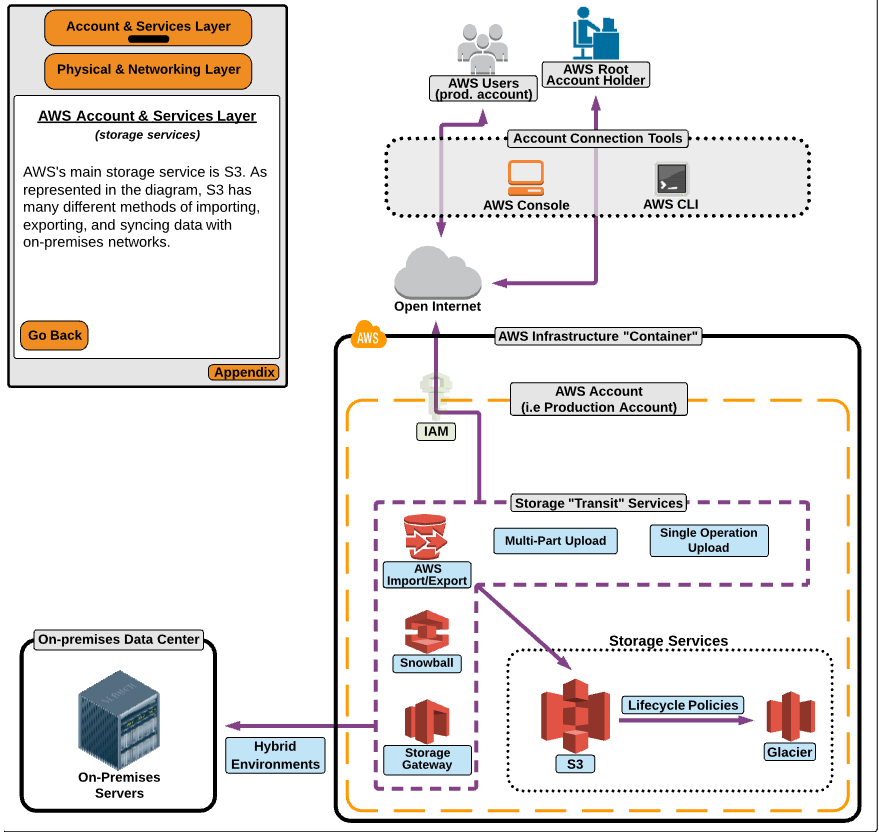 Account & Services Layer
Physical & Networking Layer
AWS Account & Services Layer
(storage services)
AWS's main storage service is S3. As
represented in the diagram, S3 has
many different methods of importing,
exporting, and syncing data with
on-premises networks.
Go Back
Appendix
AWS Users
(prod. account)
AWS Root
Account Holder
Account Connection Tools
AWS Console
AWS CLI
Open Internet
AWS
AWS Infrastructure "Container"
AWS Account
(i.e Production Account)
IAM
Storage "Transit" Services
AWS
Import/Export
Multi-Part Upload
Single Operation
Upload
Snowball
Storage
Gateway
Storage Services
S3
Lifecycle Policies
Glacier
On-premises Data Center
On-Premises
Servers
Hybrid
Environments